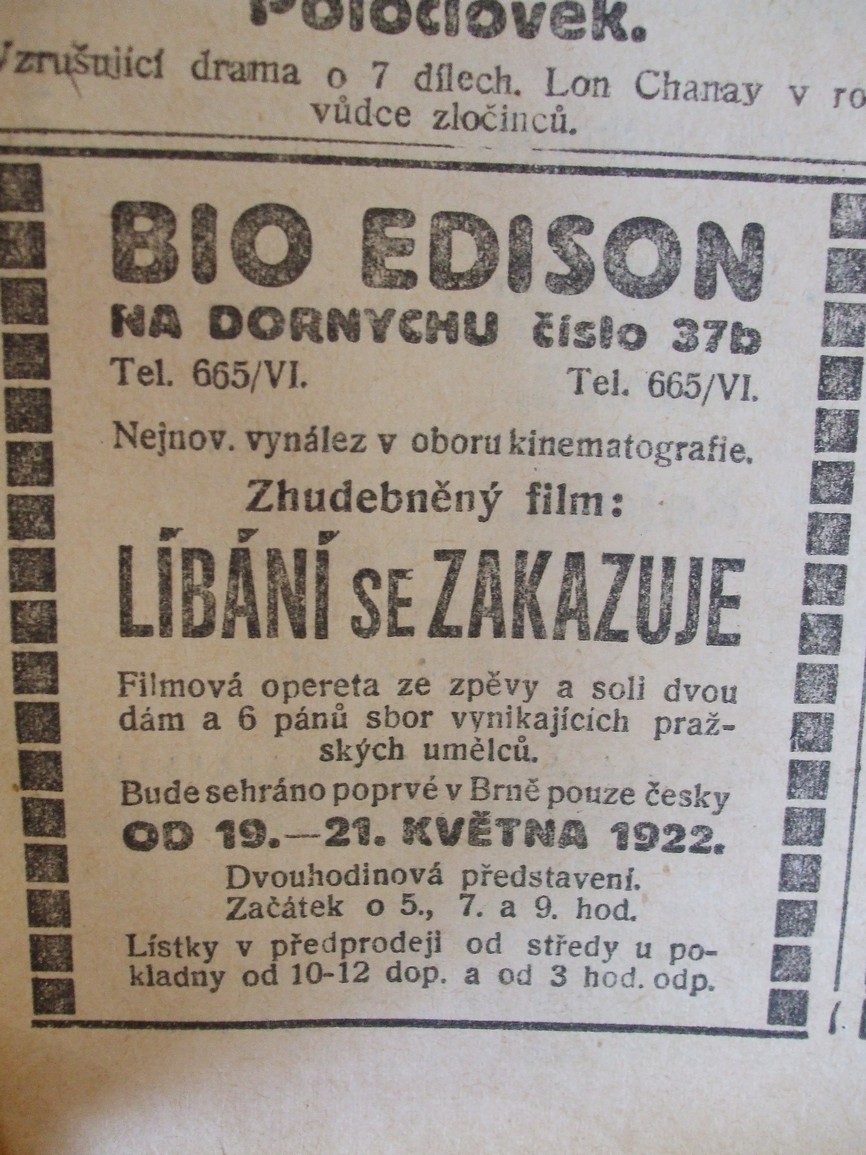 Poločlověk.
Vzrušující drama o 7 dílech. Lon Chanay v ro
vůdce zločinců.
BIO EDISON
NA DORNYCHU číslo 37b
Tel. 665/VI. Tel. 665/VI.
Nejnov. vynález v oboru kinematografie.
Zhudebněný film:
LÍBÁNÍ SE ZAKAZUJE
Filmová opereta ze zpěvy a soli dvou
dám a 6 pánů sbor vynikajících praž-
ských umělců.
Bude sehráno poprvé v Brně pouze česky
OD 19.—21. KVĚTNA 1922.
Dvouhodinová představení.
Začátek o 5., 7. a 9. hod.
Lístky v předprodeji od středy u po-
kladny od 10-12 dop. a od 3 hod. odp.